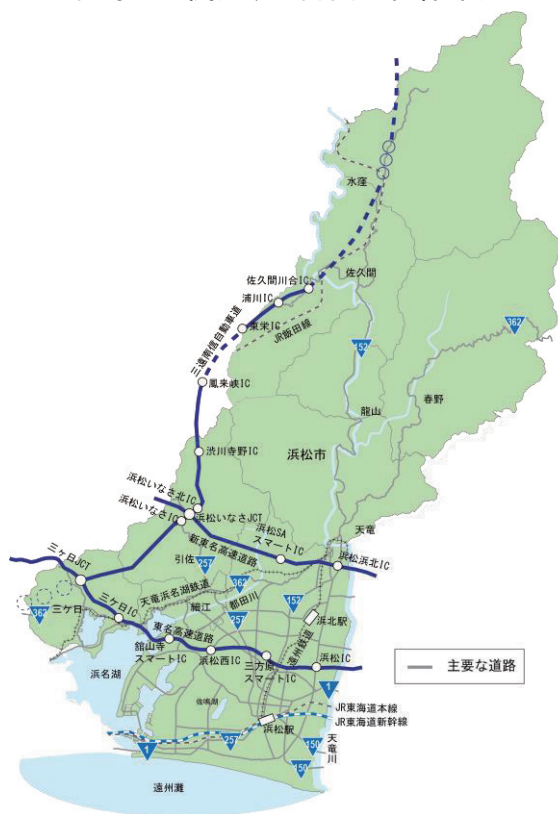 水窪
佐久間川合IC
佐久間
浦川IC
東栄IC
三遠南信自動車道
JR飯田線
152
362
鳳来峡IC
春野
龍山
渋川寺野IC
浜松市
浜松いなさ北IC
浜松いなさIC
浜松いなさJCT
天竜
浜松SA
スマートIC
新東名高速道路
三ヶ日JCT
引佐
257
浜松浜北IC
天竜浜名湖鉄道
362
三ヶ日
362
三ヶ日IC
細江
都田川
257
152
浜北駅
東名高速道路
遠州鉄道
舘山寺
スマートIC
浜松西IC
三方原
スマートIC
浜松IC
主要な道路
浜名湖
佐鳴湖
1
JR東海道本線
JR東海道新幹線
浜松駅
257
1
150
天竜川
150
遠州灘